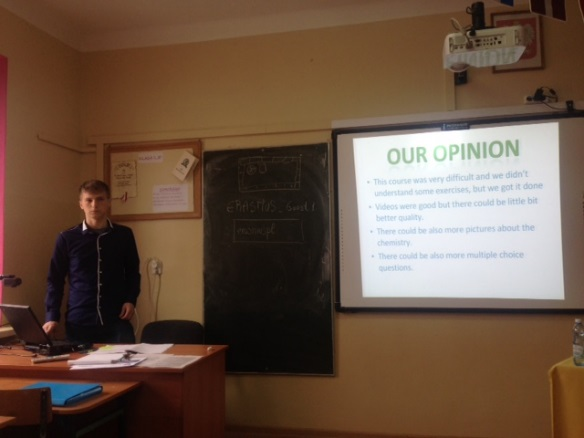 OUR OPINION
This course was very difficult and we didn't
understand some exercises, but we got it done
Videos were good but there could be little bit
better quality.
There could be also more pictures about the
chemistry.
There could be also more multiple choice
questions.